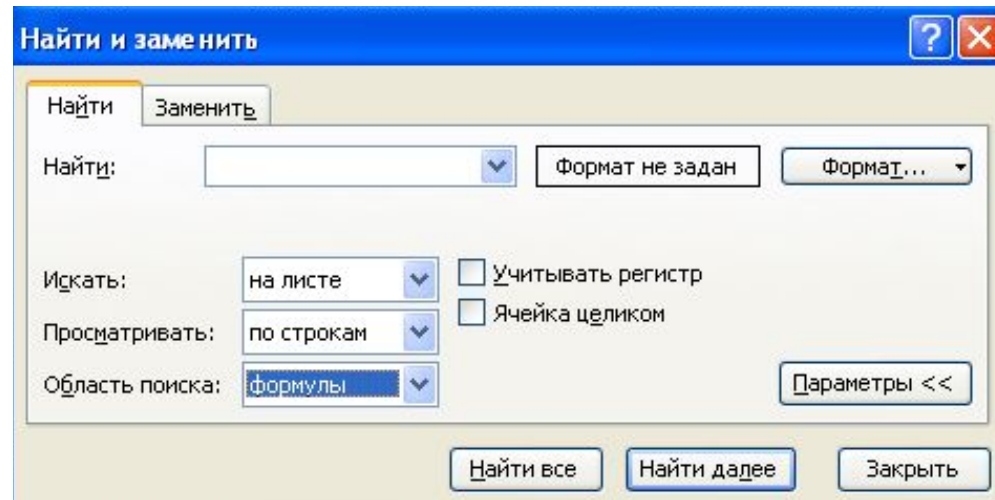 Найти и заменить
Найти Заменить
Найти: Формат не задан Формат...
Искать: на листе Учитывать регистр
Ячейка целиком
Просматривать: по строкам
Область поиска: формулы Параметры <<
Найти все Найти далее Закрыть